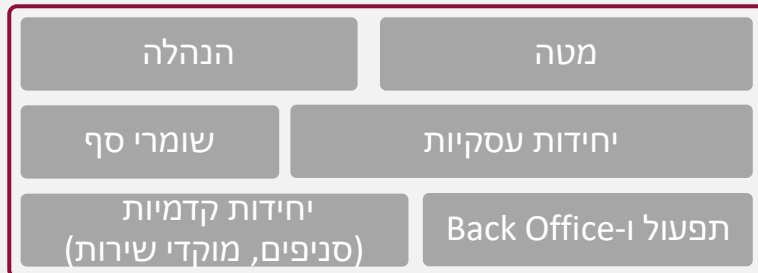 מטה
הנהלה
יחידות עסקיות
שומרי סף
תפעול ו-Back Office
יחידות קדמיות
(סניפים, מוקדי שירות)